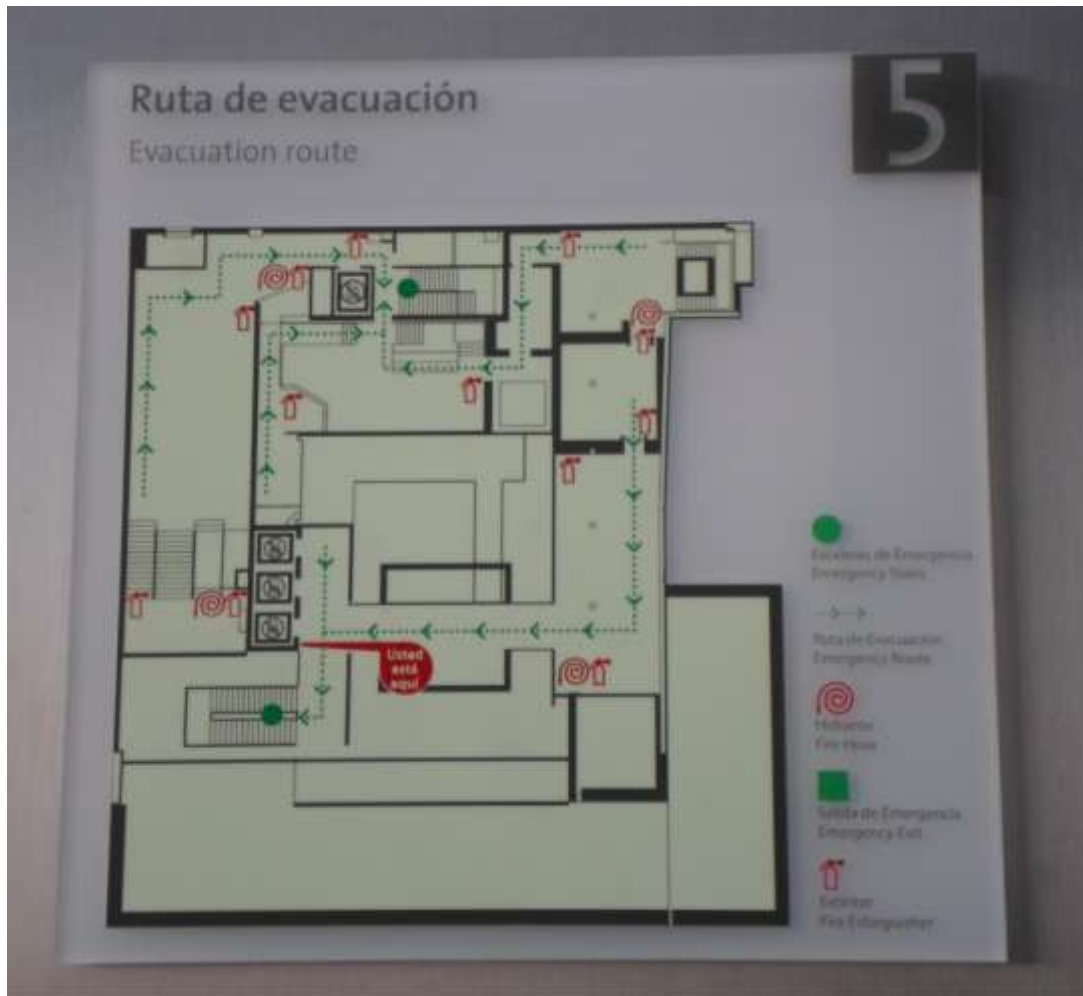 Ruta de evacuación
Evacuation route
5
Usted
está
aquí
Escaleras de Emergencia
Emergency Stairs
Ruta de Evacuación
Emergency Route
Hidrante
Fire Hose
Salida de Emergencia
Emergency Exit
Extintor
Fire Extinguisher